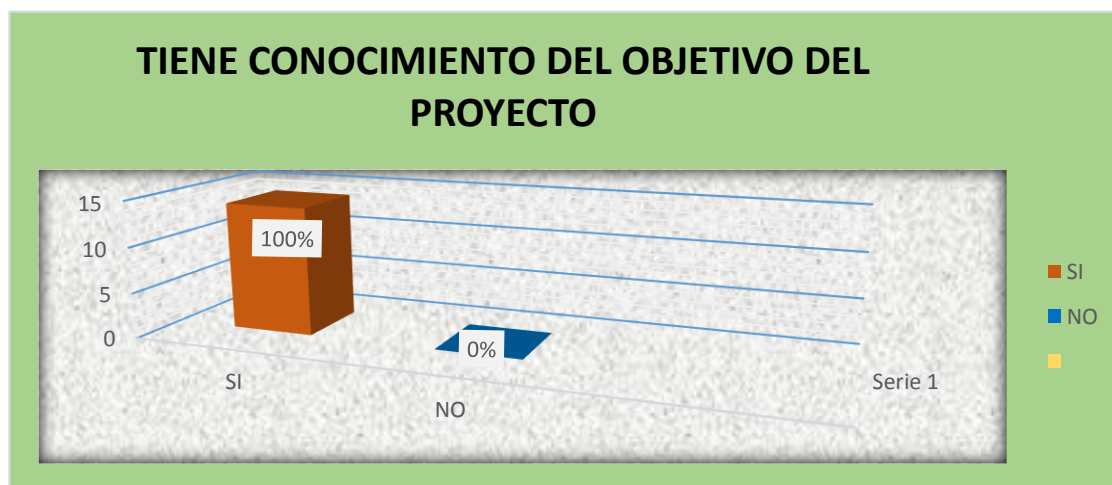 TIENE CONOCIMIENTO DEL OBJETIVO DEL
PROYECTO
15
10
5
0
100%
0%
SI
NO
Serie 1
SI
NO